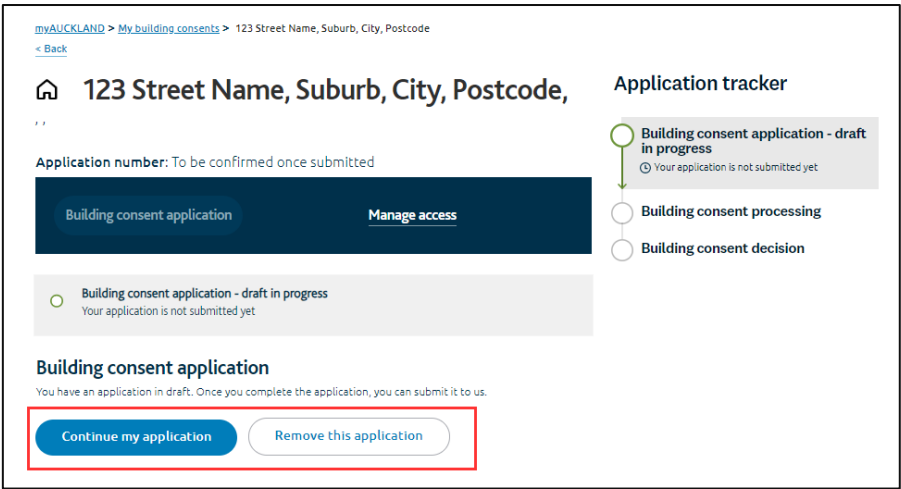 myAUCKLAND > My building consents > 123 Street Name, Suburb, City, Postcode
< Back
123 Street Name, Suburb, City, Postcode,
, ,
Application number: To be confirmed once submitted
Building consent application
Manage access
Building consent application - draft in progress
Your application is not submitted yet
Building consent application
You have an application in draft. Once you complete the application, you can submit it to us.
Continue my application
Remove this application
Application tracker
Building consent application - draft
in progress
Your application is not submitted yet
Building consent processing
Building consent decision